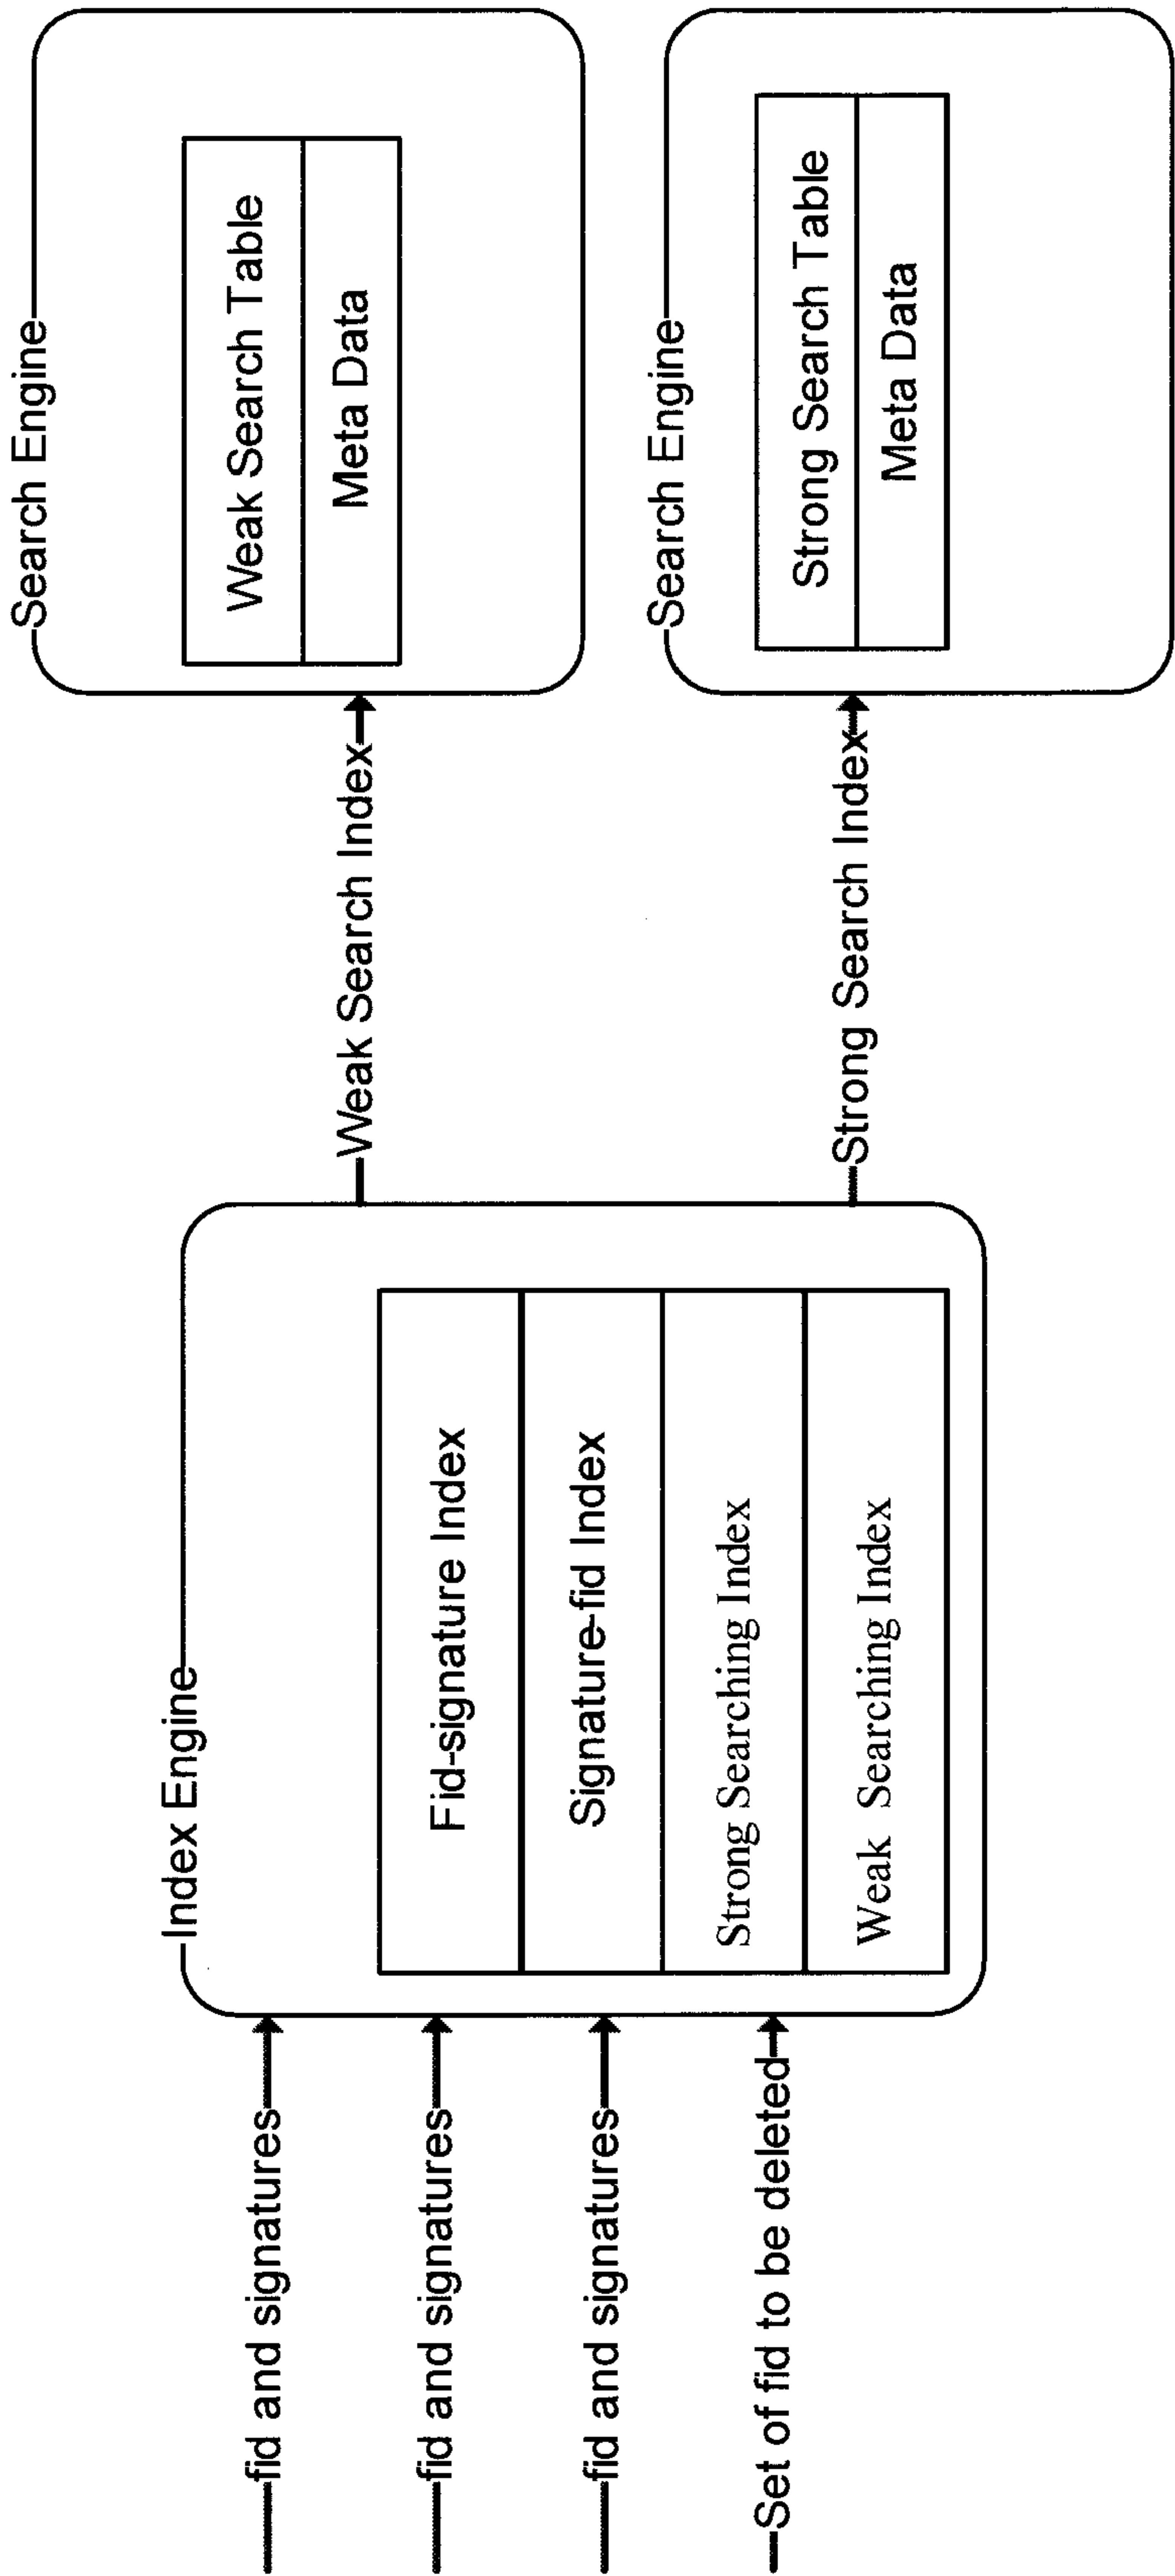 fid and signatures
fid and signatures
fid and signatures
Set of fid to be deleted
Index Engine
Fid-signature Index
Signature-fid Index
Strong Searching Index
Weak Searching Index
Weak Search Index
Strong Search Index
Search Engine
Weak Search Table
Meta Data
Search Engine
Strong Search Table
Meta Data